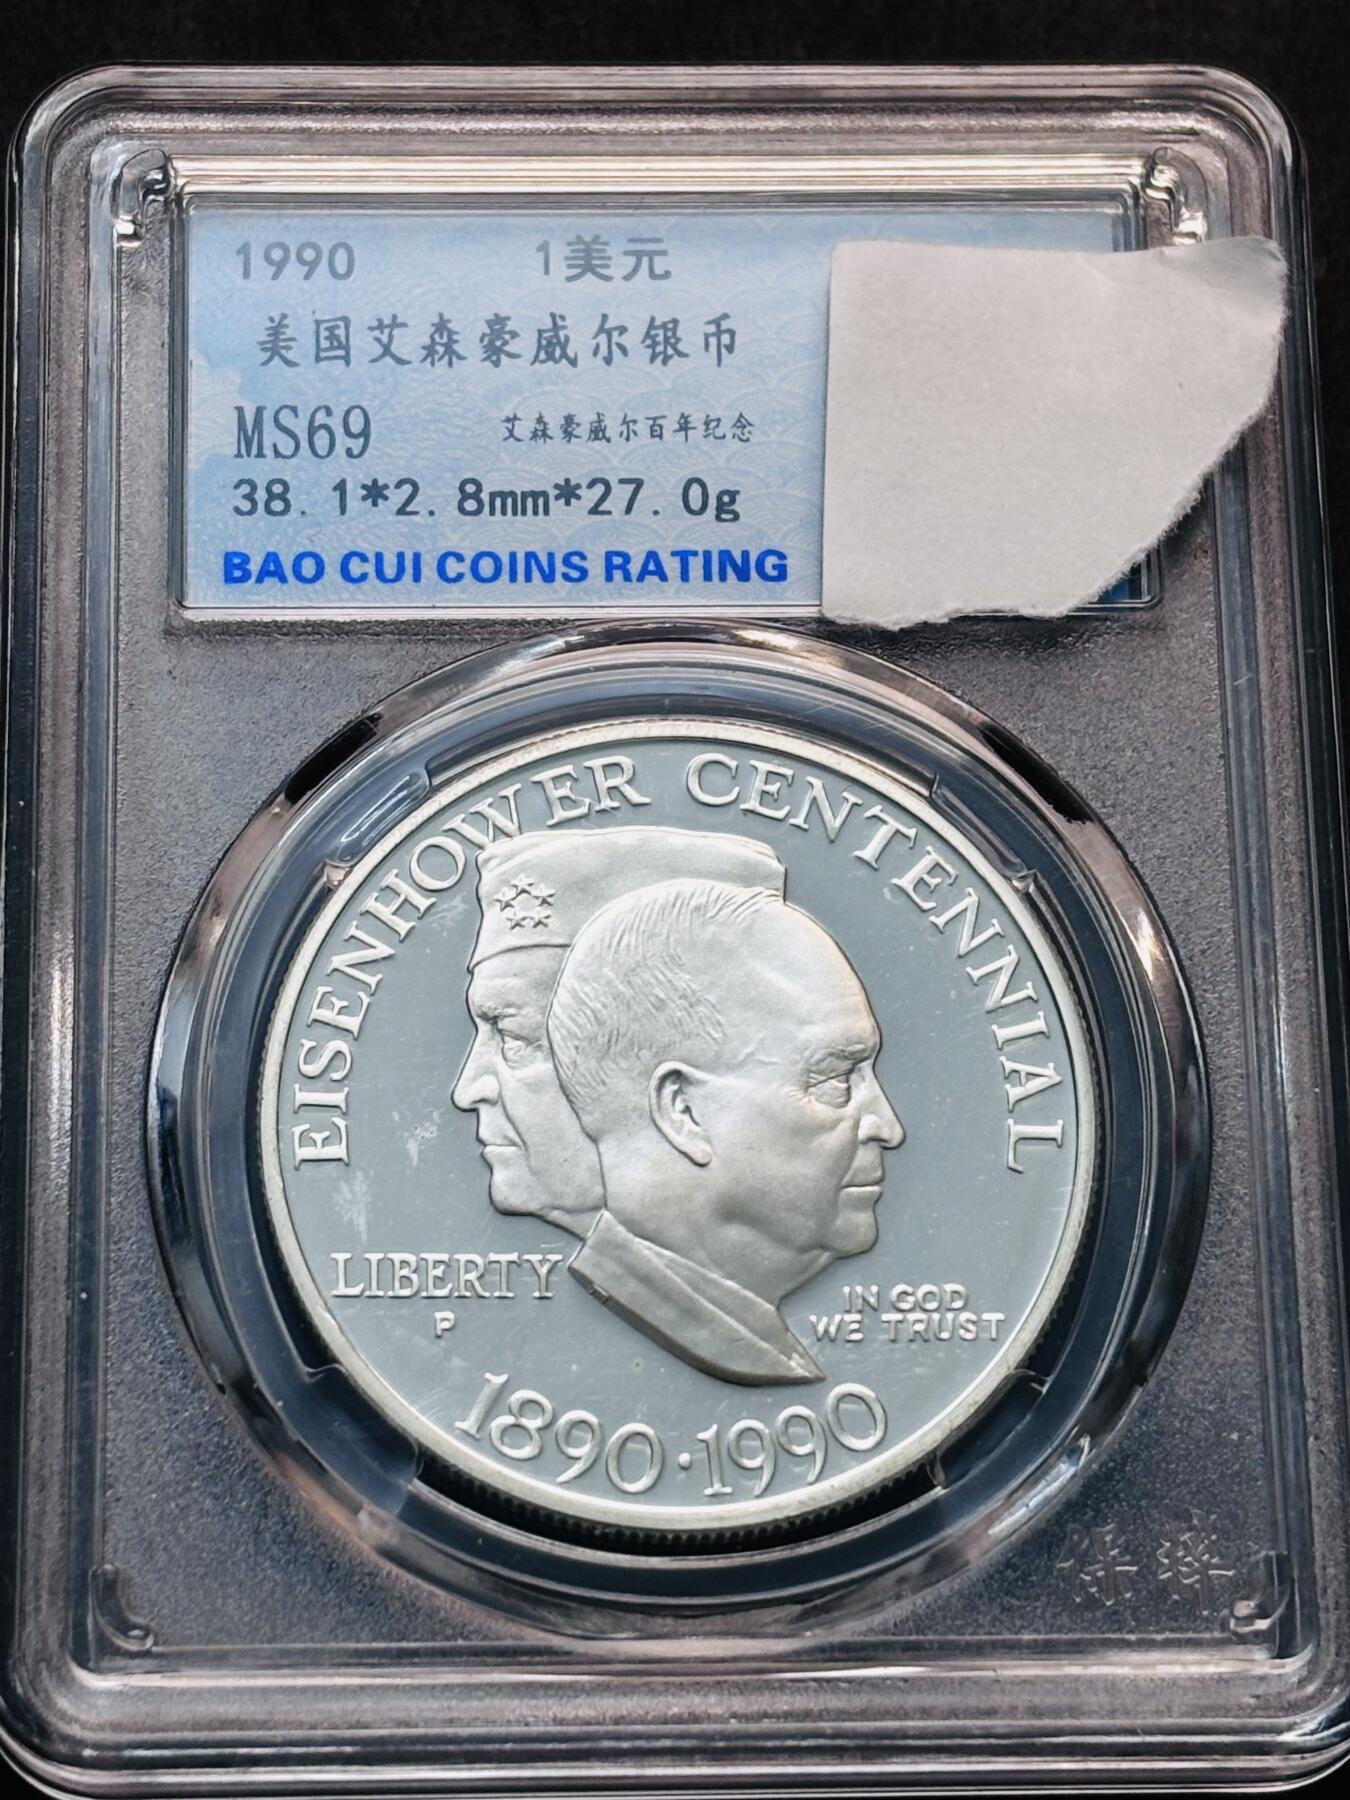 1990 1美元
美国艾森豪威尔银币
MS69 艾森豪威尔百年纪念
38.1*2.8mm*27.0g
BAO CUI COINS RATING
EISENHOWER CENTENNIAL
LIBERTY
P
IN GOD
WE TRUST
1890·1990
保粹